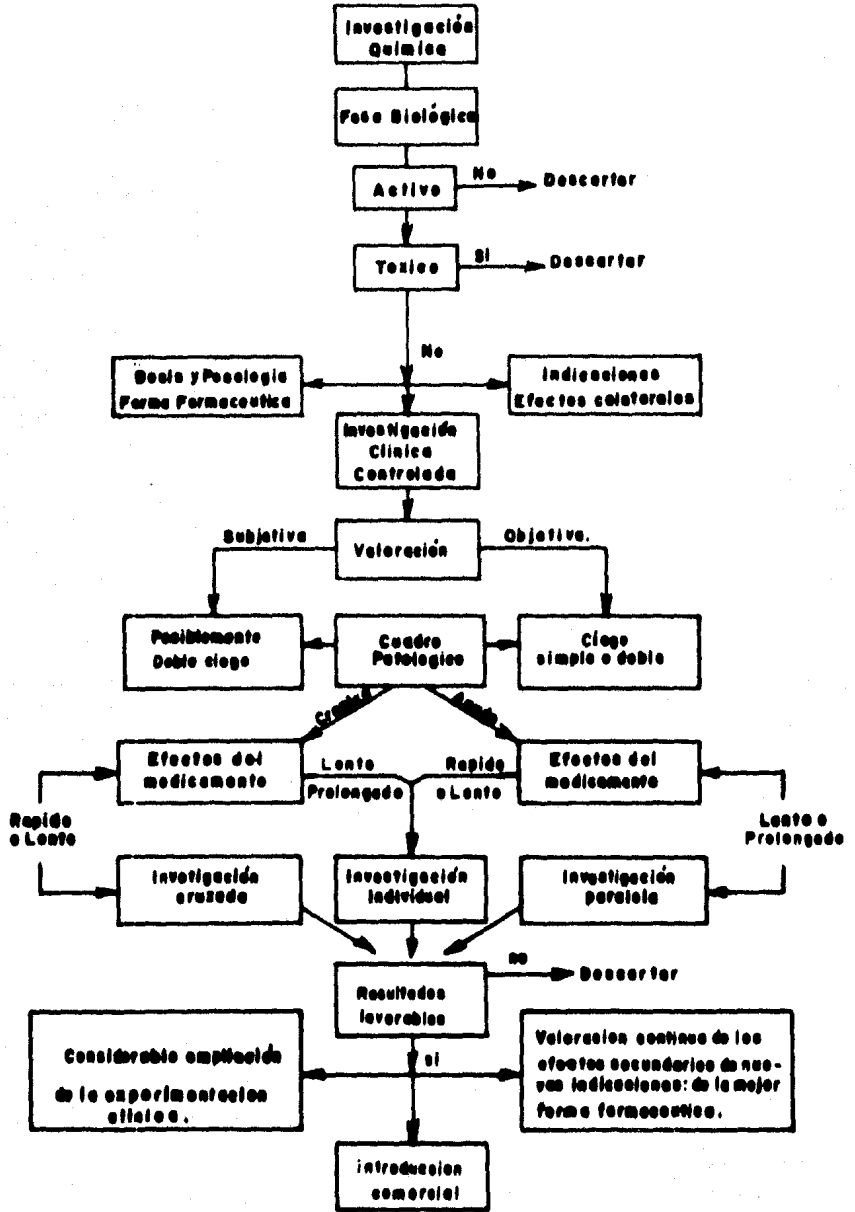 Investigación
Química
Fase Biológica
Activo
No
Descartar
Toxico
Si
Descartar
No
Dosis y Posologia
Forma Farmaceutica
Indicaciones
Efectos colaterales
Investigación
Clinica
Controlada
Subjetiva
Valoración
Objetiva.
Posiblemente
Doble ciego
Cuadro
Patologico
Ciego
simple o doble
Cronico
Agudo
Efectos del
medicamento
Lento
Prolongado
Rapido
o Lento
Efectos del
medicamento
Rapido
o Lento
Lento o
Prolongado
Invetigación
cruzada
Investigación
individual
Investigación
paralela
Resultados
favorables
no
Descartar
Considerable ampliación
de la experimentacion
clinica.
si
Valoracion continua de los
efectos secundarios de nue-
vas indicaciones: de la mejor
forma farmaceutica.
introduccion
comercial